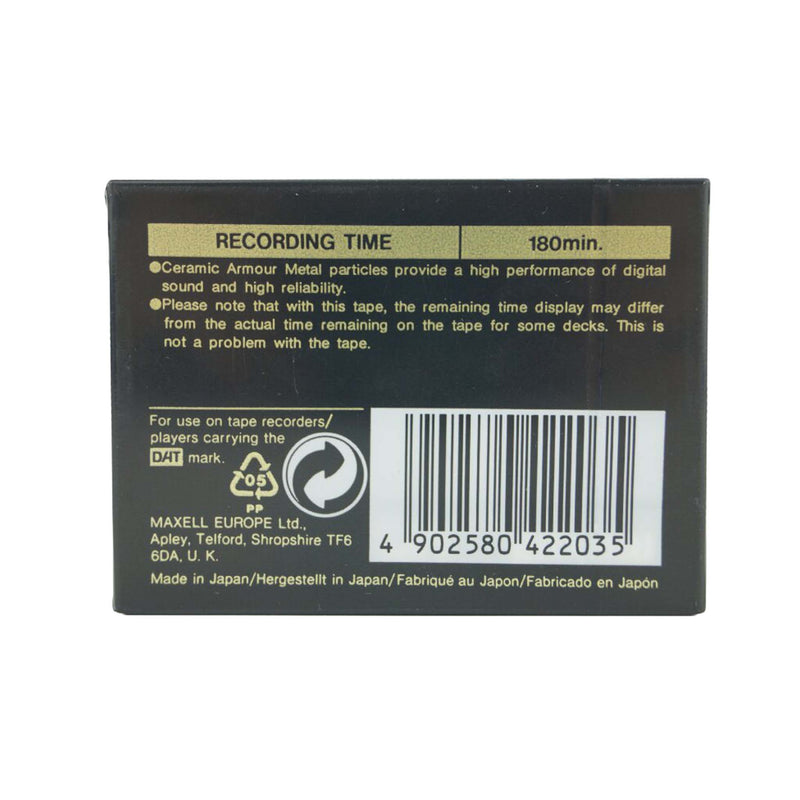 RECORDING TIME 180min.
●Ceramic Armour Metal particles provide a high performance of digital
sound and high reliability.
●Please note that with this tape, the remaining time display may differ
from the actual time remaining on the tape for some decks. This is
not a problem with the tape.
For use on tape recorders/
players carrying the
DAT mark.
05
PP
MAXELL EUROPE Ltd.,
Apley, Telford, Shropshire TF6
6DA, U. K.
4 902580 422035
Made in Japan/Hergestellt in Japan/Fabriqué au Japon/Fabricado en Japón